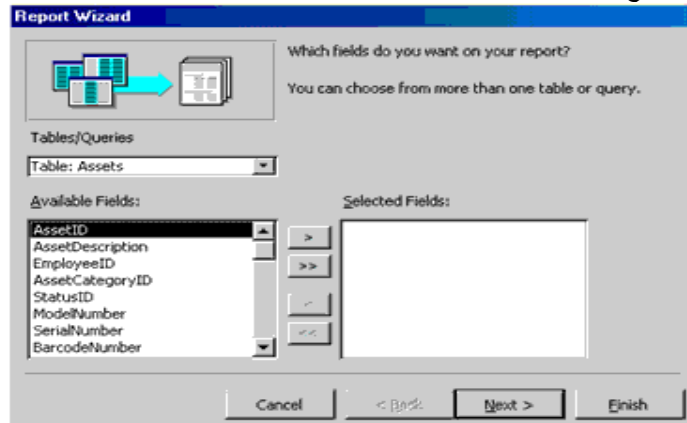 Report Wizard
Which fields do you want on your report?
You can choose from more than one table or query.
Tables/Queries
Table: Assets
Available Fields:
Selected Fields:
AssetID
AssetDescription
EmployeeID
AssetCategoryID
StatusID
ModelNumber
SerialNumber
BarcodeNumber
>
>>
<
<<
Cancel
< Back
Next >
Finish